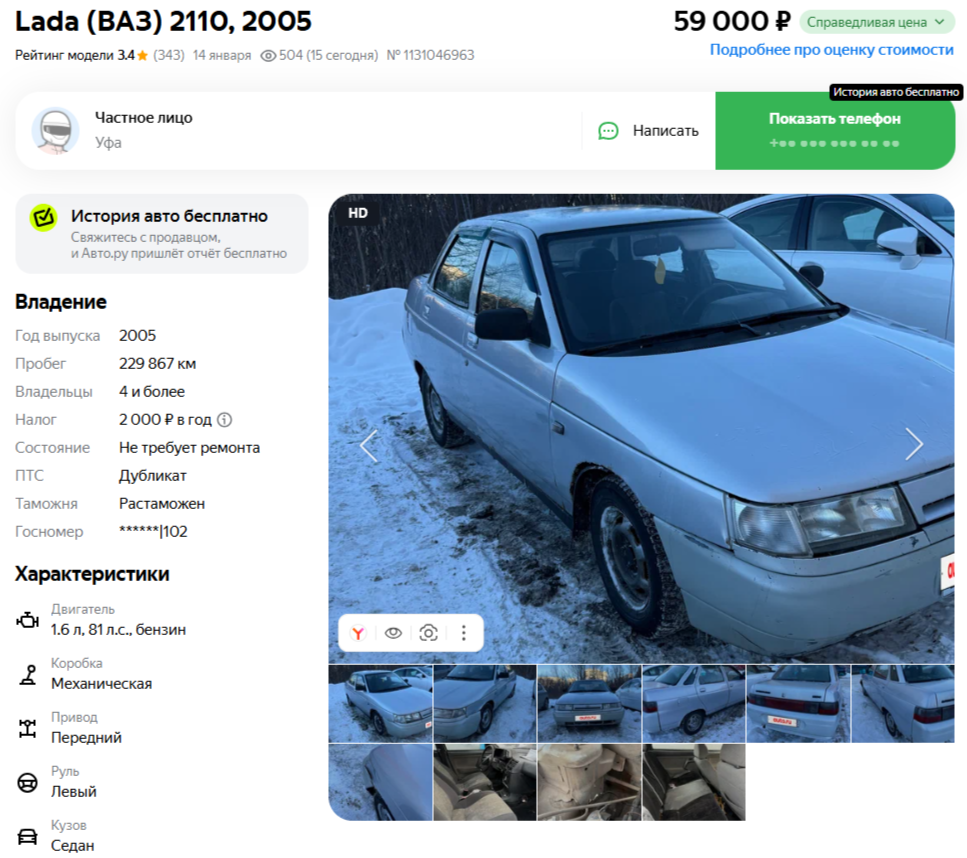 Lada (ВАЗ) 2110, 2005
59 000 ₽ Справедливая цена
Рейтинг модели 3.4 (343) 14 января 504 (15 сегодня) № 1131046963
Подробнее про оценку стоимости
История авто бесплатно
Частное лицо
Уфа
Написать
Показать телефон
+●● ●●● ●●● ●● ●●
История авто бесплатно
Свяжитесь с продавцом,
и Авто.ру пришлёт отчёт бесплатно
HD
Владение
Год выпуска 2005
Пробег 229 867 км
Владельцы 4 и более
Налог 2 000 ₽ в год
Состояние Не требует ремонта
ПТС Дубликат
Таможня Растаможен
Госномер ******|102
Характеристики
Двигатель
1.6 л, 81 л.с., бензин
Коробка
Механическая
Привод
Передний
Руль
Левый
Кузов
Седан